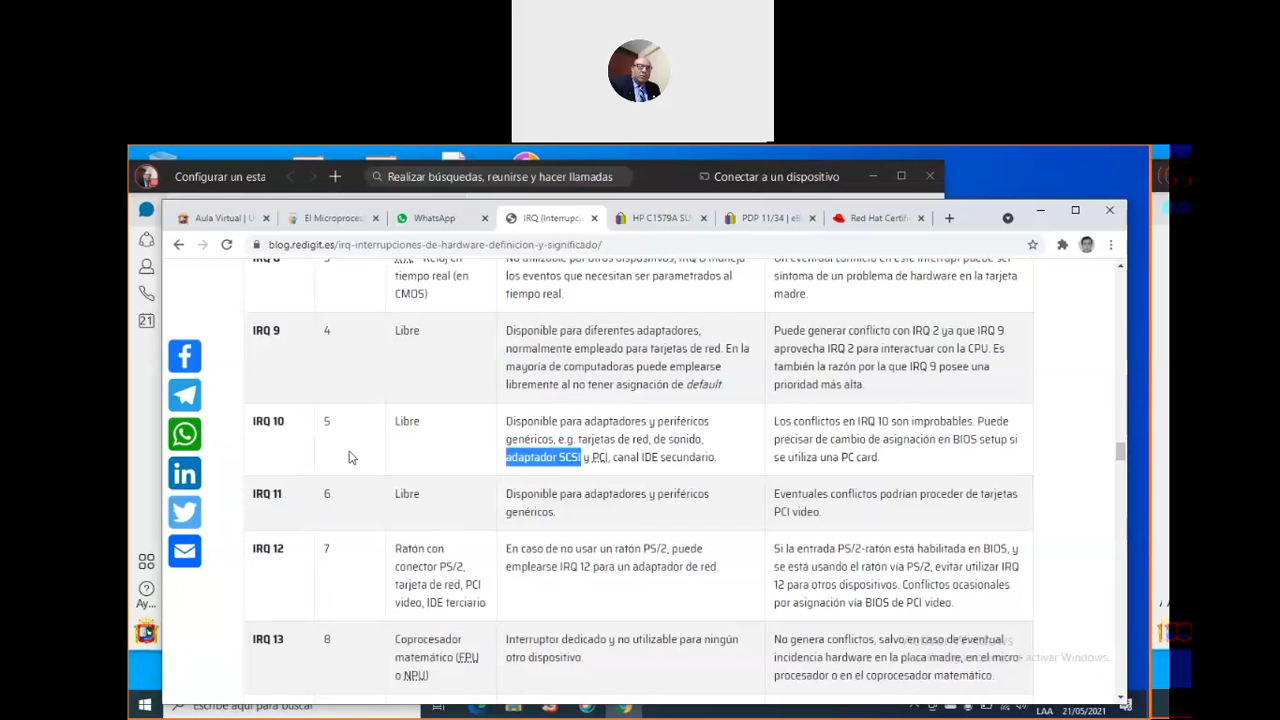 Configurar un esta
Realizar búsquedas, reunirse y hacer llamadas
Conectar a un dispositivo
Aula Virtual | U
El Microproces
WhatsApp
IRQ (Interrupc
HP C1579A SU
PDP 11/34 | eB
Red Hat Certifi
blog.redigit.es/irq-interrupciones-de-hardware-definicion-y-significado/
21
Ay...
IRQ 8
tiempo real (en
CMOS)
los eventos que necesitan ser parametrados al
tiempo real.
síntoma de un problema de hardware en la tarjeta
madre.
IRQ 9
4
Libre
Disponible para diferentes adaptadores,
normalmente empleado para tarjetas de red. En la
mayoría de computadoras puede emplearse
libremente al no tener asignación de default.
Puede generar conflicto con IRQ 2 ya que IRQ 9
aprovecha IRQ 2 para interactuar con la CPU. Es
también la razón por la que IRQ 9 posee una
prioridad más alta.
IRQ 10
5
Libre
Disponible para adaptadores y periféricos
genéricos, e.g. tarjetas de red, de sonido,
adaptador SCSI y PCI, canal IDE secundario.
Los conflictos en IRQ 10 son improbables. Puede
precisar de cambio de asignación en BIOS setup si
se utiliza una PC card.
IRQ 11
6
Libre
Disponible para adaptadores y periféricos
genéricos.
Eventuales conflictos podrían proceder de tarjetas
PCI video.
IRQ 12
7
Ratón con
conector PS/2,
tarjeta de red, PCI
video, IDE terciario
En caso de no usar un ratón PS/2, puede
emplearse IRQ 12 para un adaptador de red.
Si la entrada PS/2-ratón está habilitada en BIOS, y
se está usando el ratón vía PS/2, evitar utilizar IRQ
12 para otros dispositivos. Conflictos ocasionales
por asignación vía BIOS de PCI video.
IRQ 13
8
Coprocesador
matemático (FPU
o NPU)
Interruptor dedicado y no utilizable para ningún
otro dispositivo.
No genera conflictos, salvo en caso de eventual
incidencia hardware en la placa madre, en el micro-
procesador o en el coprocesador matemático.
activar Windows.
Escribe aquí para buscar
LAA
21/05/2021